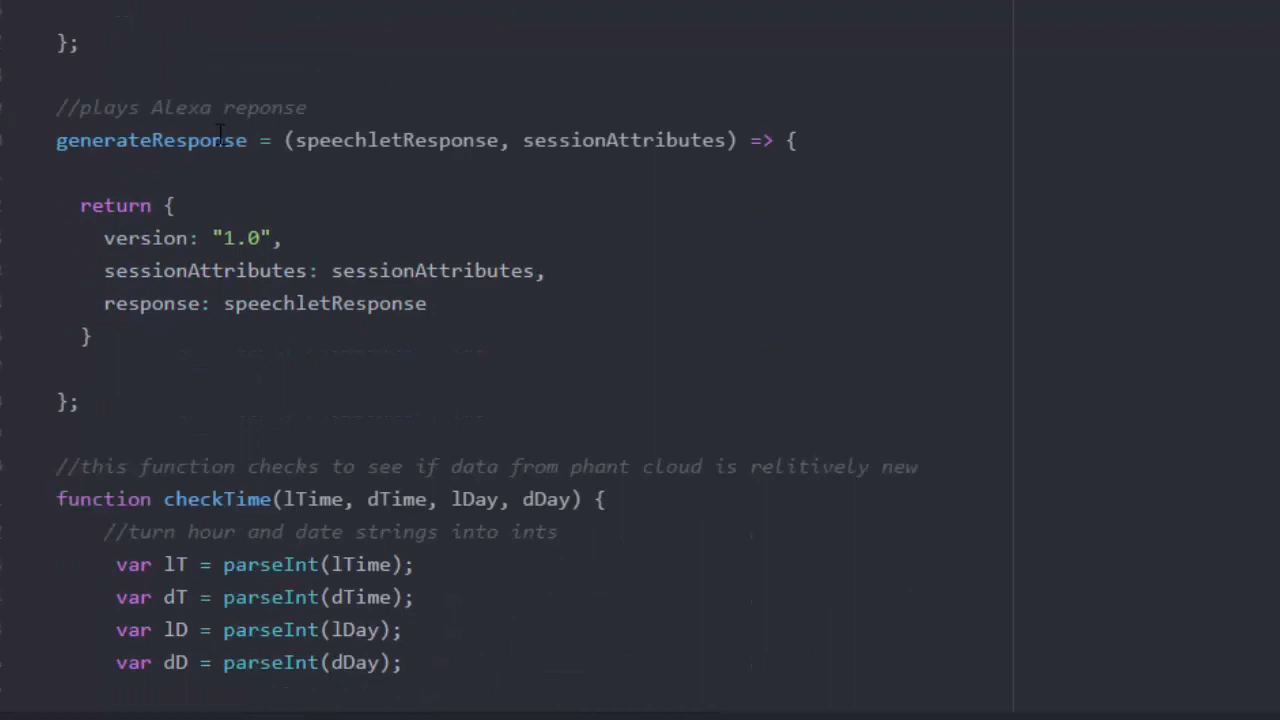 };
//plays Alexa reponse
generateResponse = (speechletResponse, sessionAttributes) => {
return {
version: "1.0",
sessionAttributes: sessionAttributes,
response: speechletResponse
}
};
//this function checks to see if data from phant cloud is relitively new
function checkTime(lTime, dTime, lDay, dDay) {
//turn hour and date strings into ints
var lT = parseInt(lTime);
var dT = parseInt(dTime);
var lD = parseInt(lDay);
var dD = parseInt(dDay);